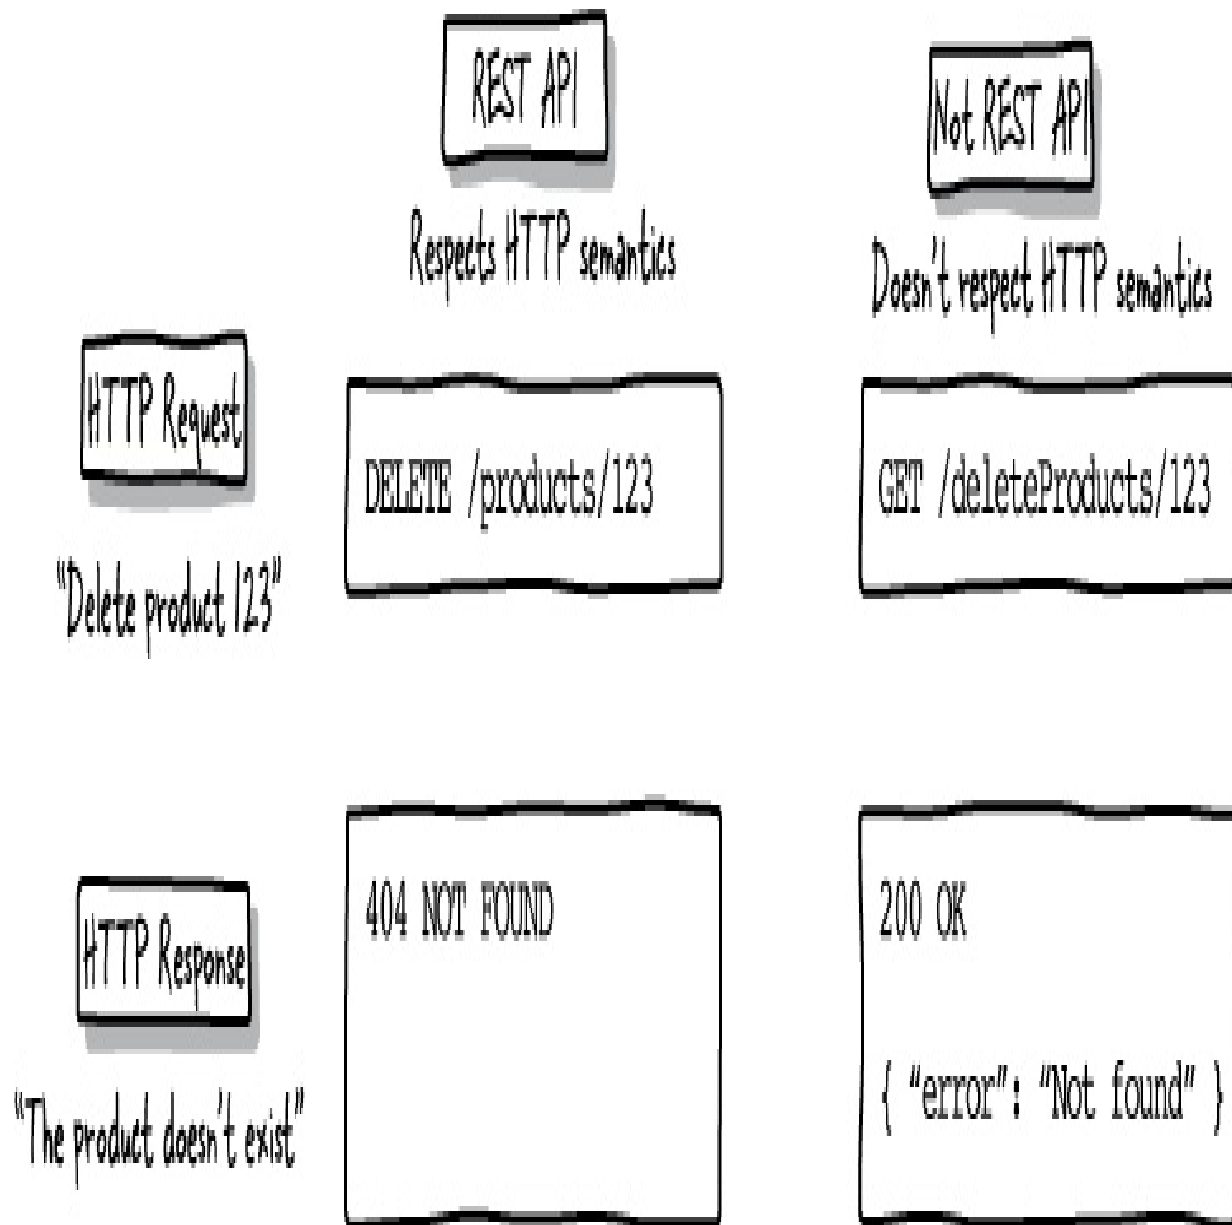 REST API
Not REST API
Respects HTTP semantics
Doesn't respect HTTP semantics
HTTP Request
DELETE /products/123
GET /deleteProducts/123
"Delete product 123"
404 NOT FOUND
200 OK
HTTP Response
{ "error": "Not found" }
"The product doesn't exist"